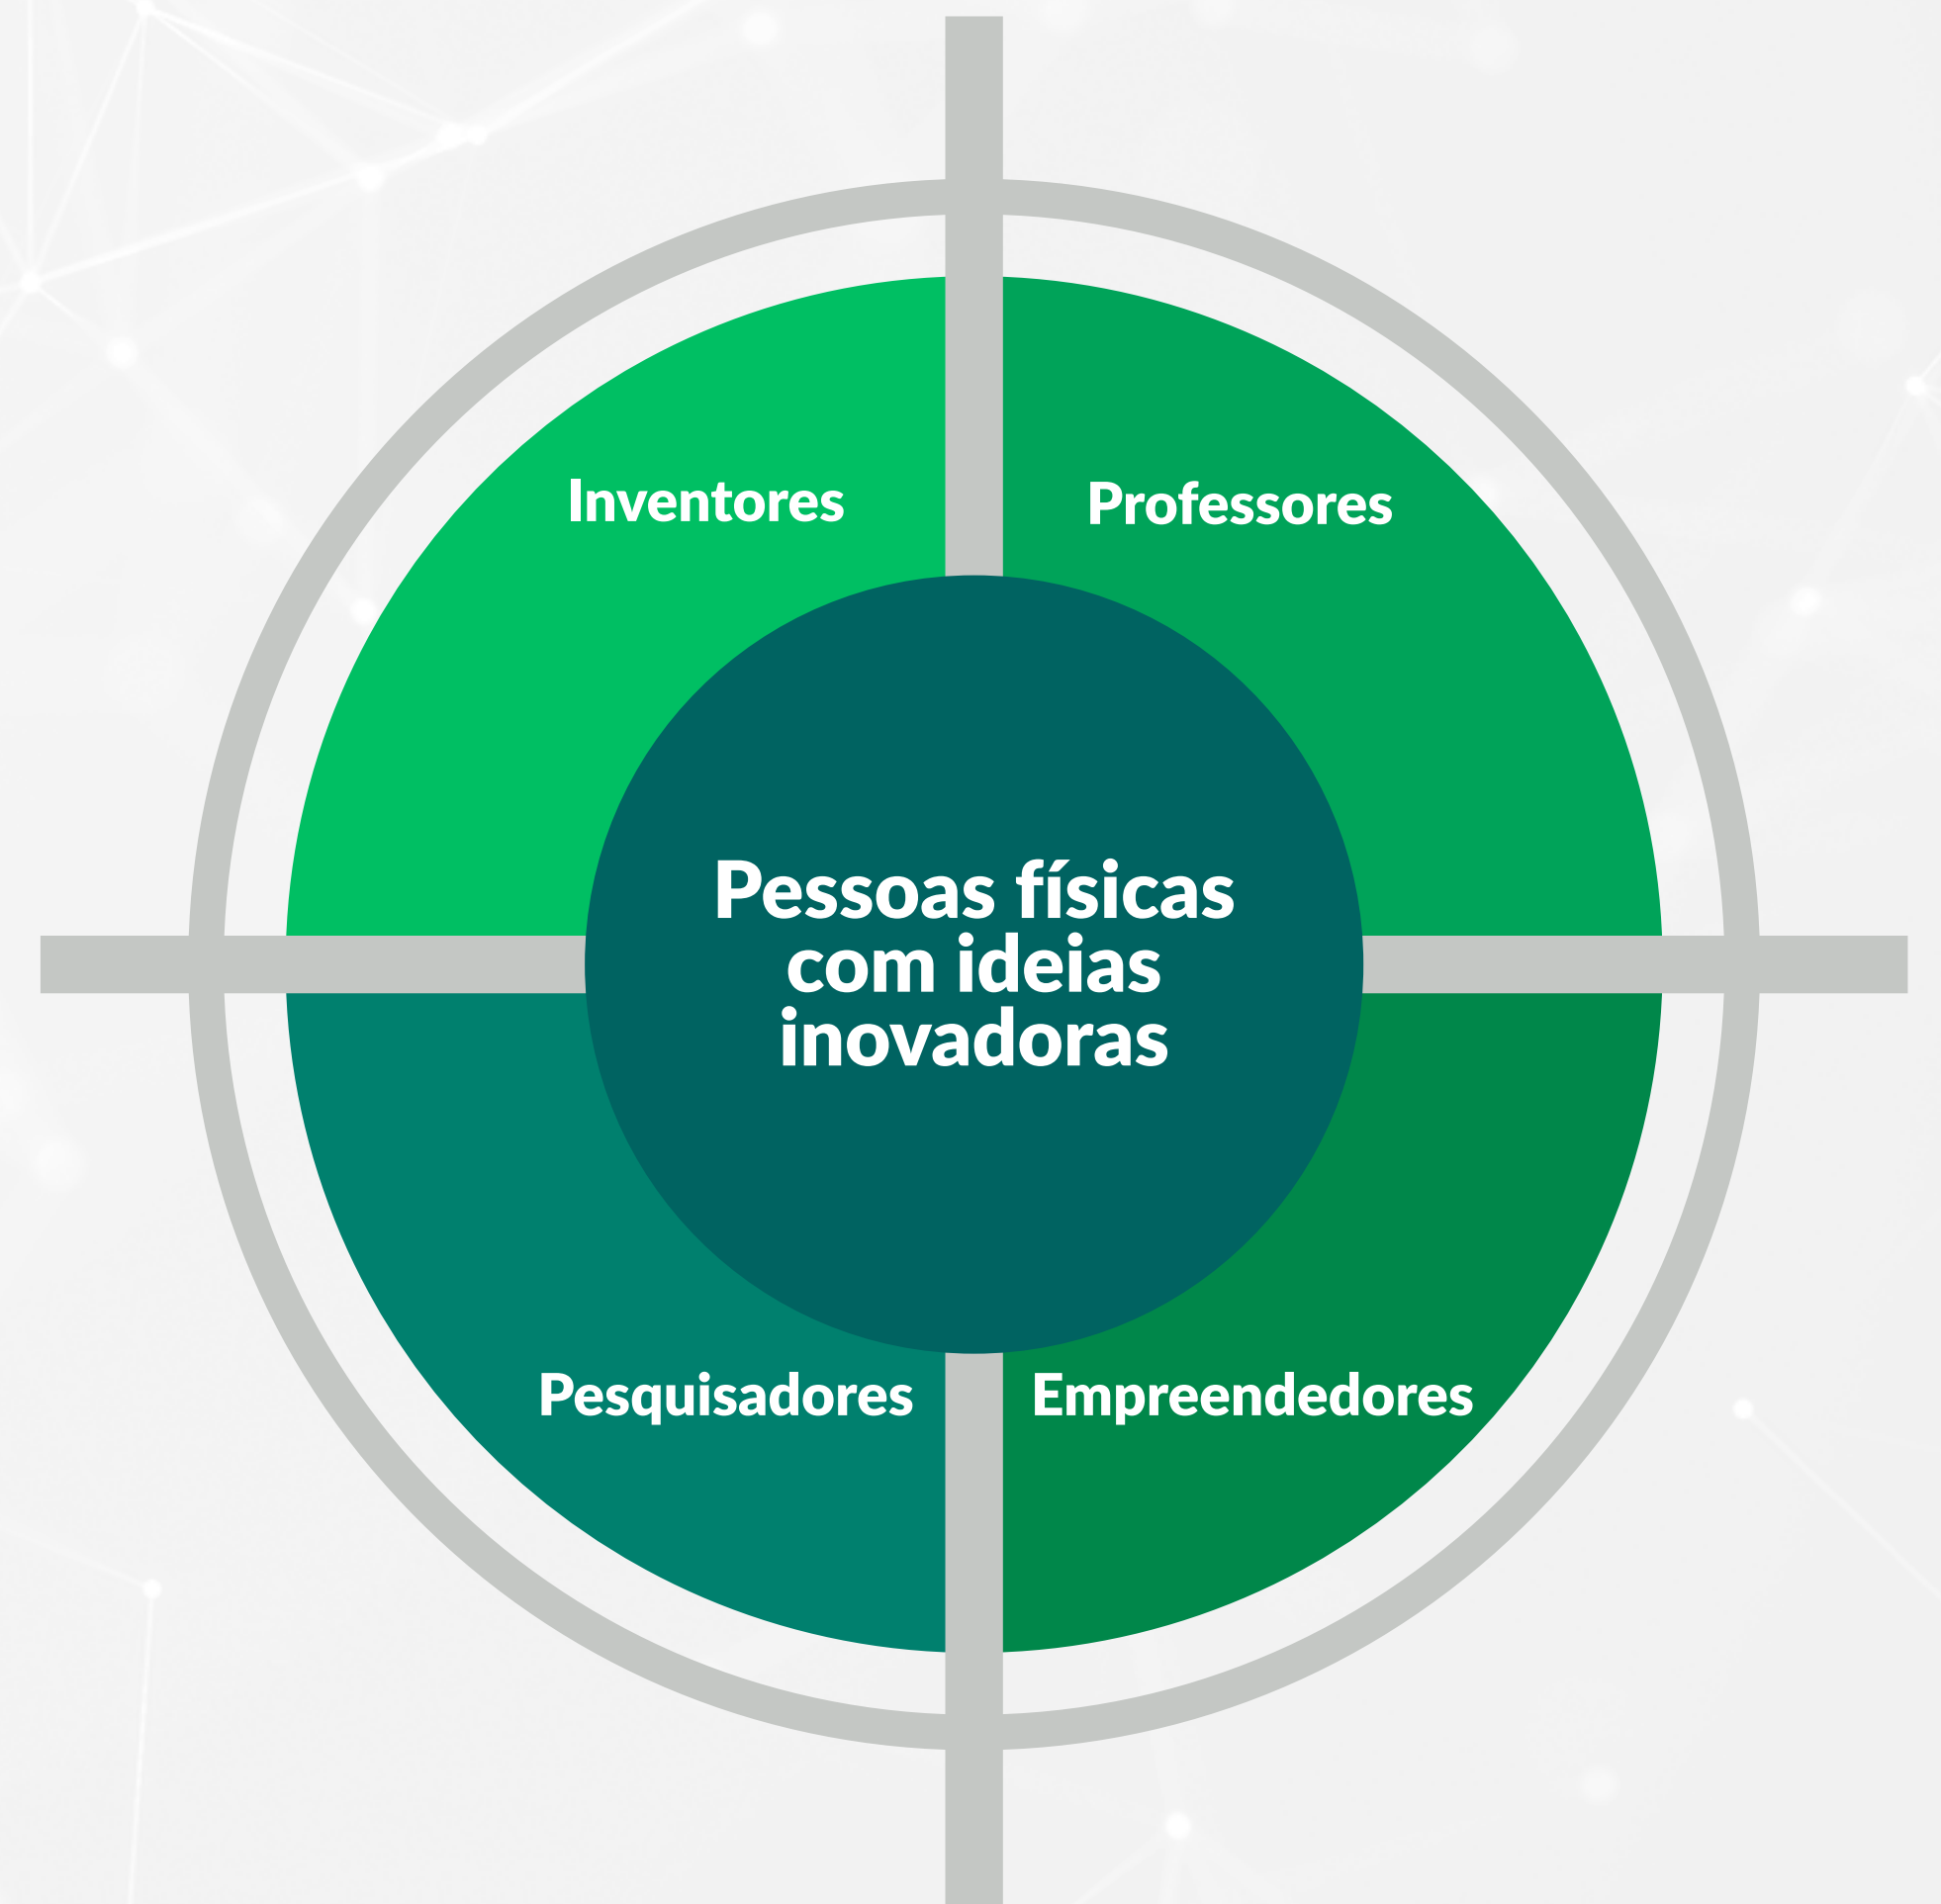 Inventores
Professores
Pessoas físicas
com ideias
inovadoras
Pesquisadores
Empreendedores